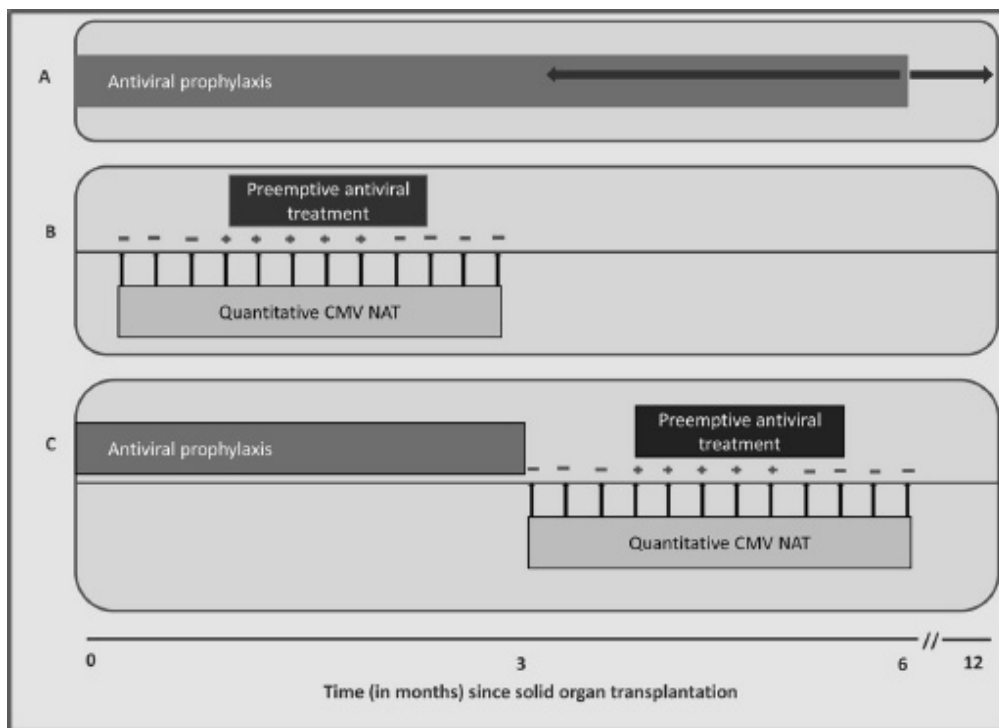 A
Antiviral prophylaxis
Preemptive antiviral
treatment
B
- - - + + + + + - - - -
Quantitative CMV NAT
Preemptive antiviral
treatment
C
Antiviral prophylaxis
- - - + + + + + - - - -
Quantitative CMV NAT
0 3 6 // 12
Time (in months) since solid organ transplantation